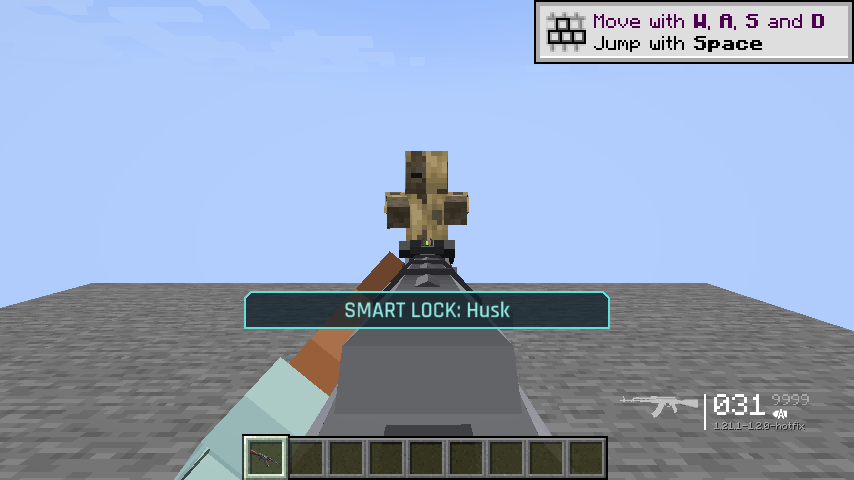 Move with W, A, S and D
Jump with Space
SMART LOCK: Husk
031 9999
A
1.21.1-1.2.0-hotfix